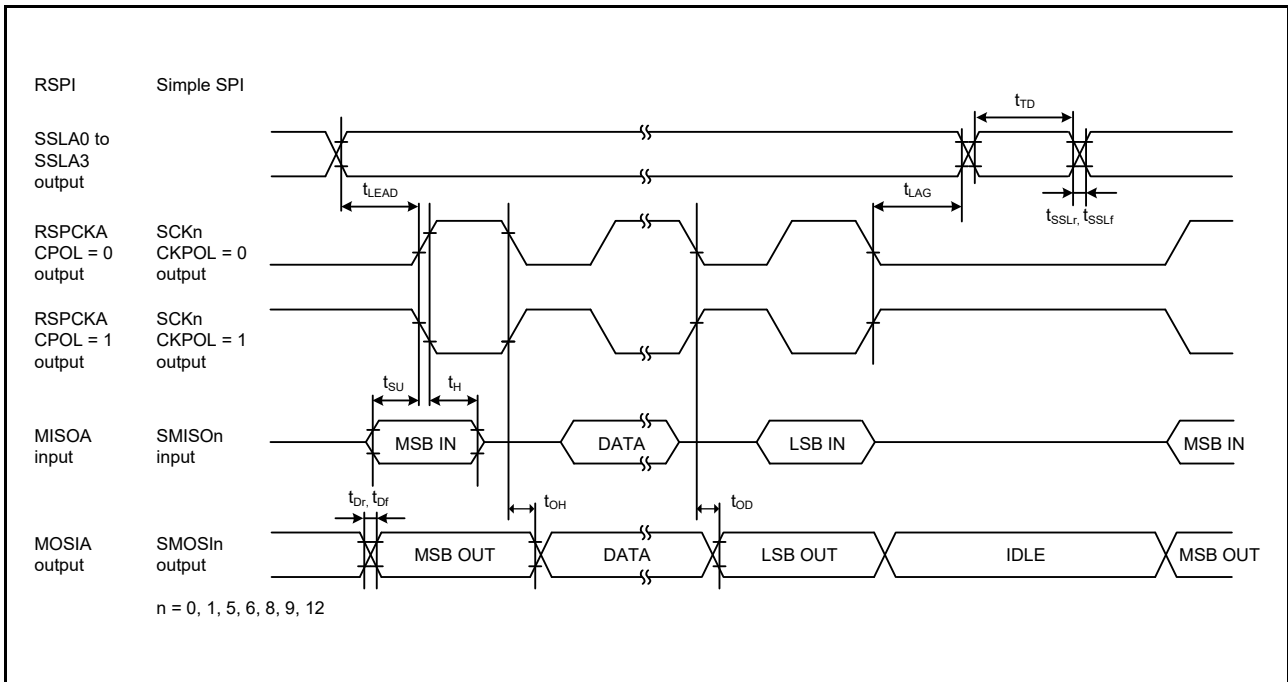 RSPI Simple SPI
SSLA0 to
SSLA3
output
tTD
tLEAD
tLAG
tSSLr, tSSLf
RSPCKA SCKn
CPOL = 0 CKPOL = 0
output output
RSPCKA SCKn
CPOL = 1 CKPOL = 1
output output
tSU tH
MISOA SMISOn
input input
MSB IN DATA LSB IN MSB IN
tDr, tDf tOH tOD
MOSIA SMOSIn
output output
MSB OUT DATA LSB OUT IDLE MSB OUT
n = 0, 1, 5, 6, 8, 9, 12